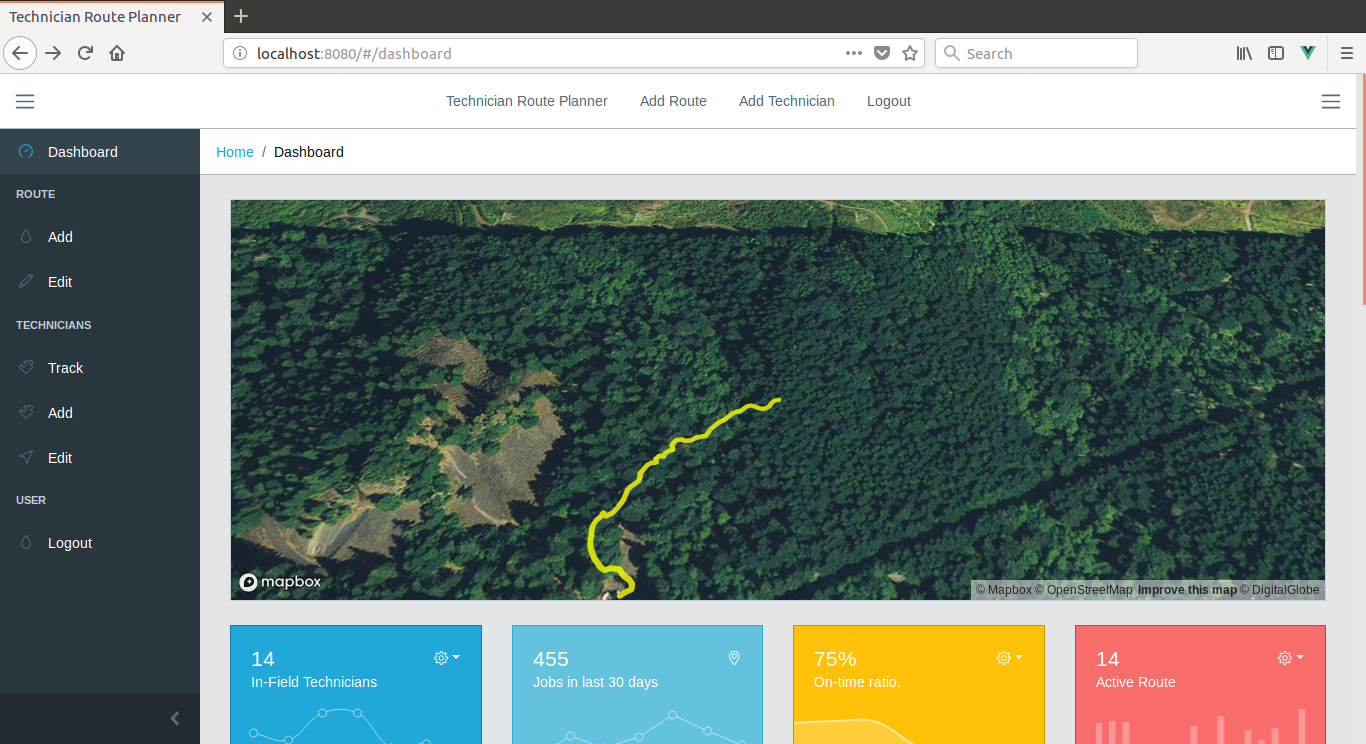 Technician Route Planner
localhost:8080/#/dashboard
Search
Technician Route Planner Add Route Add Technician Logout
Dashboard
Home / Dashboard
ROUTE
Add
Edit
TECHNICIANS
Track
Add
Edit
USER
Logout
mapbox
© Mapbox © OpenStreetMap Improve this map © DigitalGlobe
14
In-Field Technicians
455
Jobs in last 30 days
75%
On-time ratio.
14
Active Route